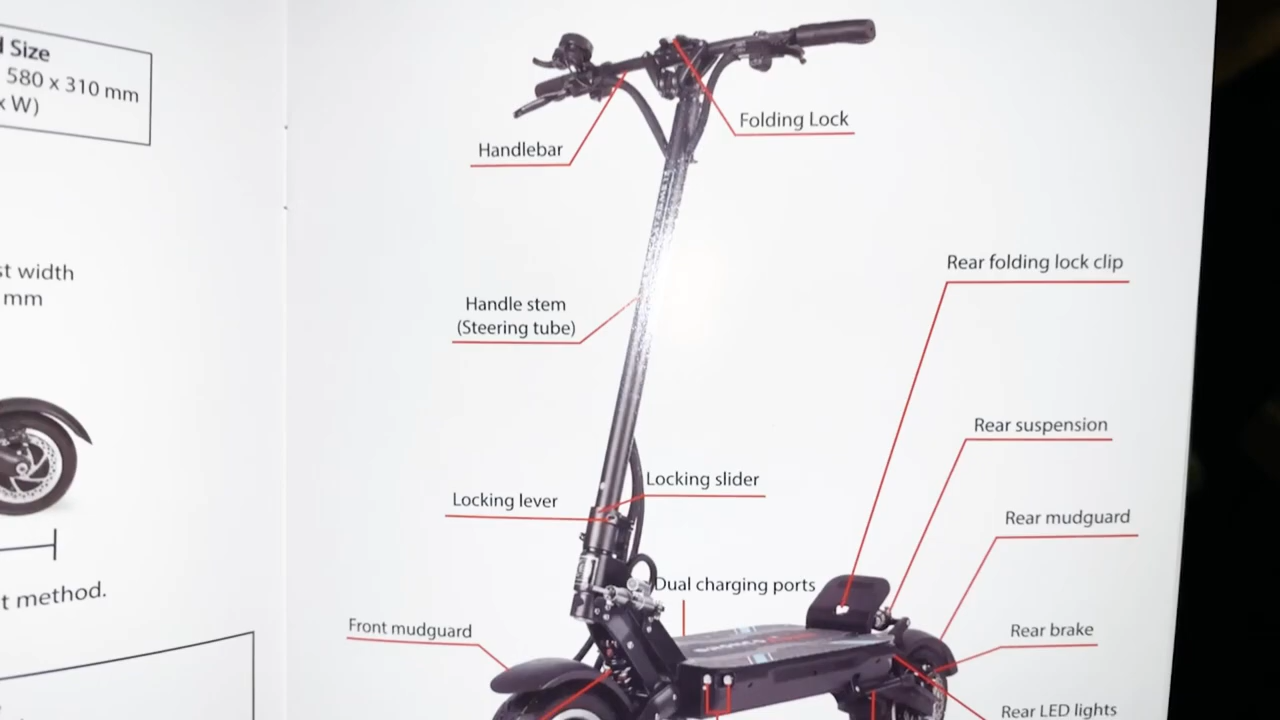 Size
580 x 310 mm
W)
width
mm
t method.
Folding Lock
Handlebar
Rear folding lock clip
Handle stem
(Steering tube)
Rear suspension
Locking slider
Locking lever
Rear mudguard
Dual charging ports
Front mudguard
Rear brake
Rear LED lights